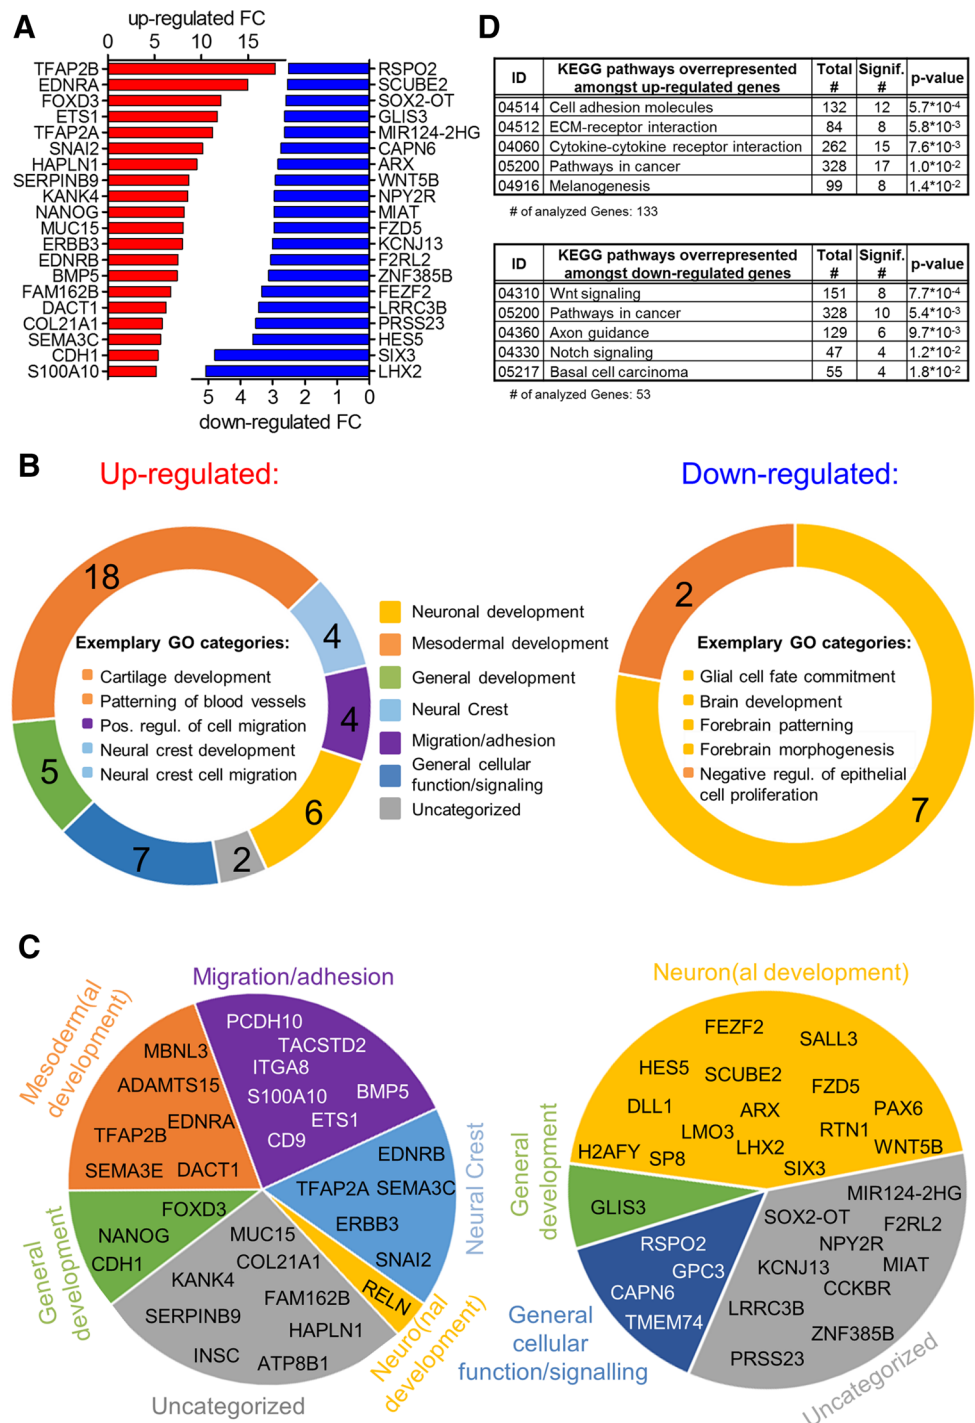 A
up-regulated FC
0 5 10 15
TFAP2B
EDNRA
FOXD3
ETS1
TFAP2A
SNAI2
HAPLN1
SERPINB9
KANK4
NANOG
MUC15
ERBB3
EDNRB
BMP5
FAM162B
DACT1
COL21A1
SEMA3C
CDH1
S100A10
RSPO2
SCUBE2
SOX2-OT
GLIS3
MIR124-2HG
CAPN6
ARX
WNT5B
NPY2R
MIAT
FZD5
KCNJ13
F2RL2
ZNF385B
FEZF2
LRRC3B
PRSS23
HES5
SIX3
LHX2
5 4 3 2 1 0
down-regulated FC
D
ID KEGG pathways overrepresented amongst up-regulated genes Total # Signif. # p-value
04514 Cell adhesion molecules 132 12 5.7*10-4
04512 ECM-receptor interaction 84 8 5.8*10-3
04060 Cytokine-cytokine receptor interaction 262 15 7.6*10-3
05200 Pathways in cancer 328 17 1.0*10-2
04916 Melanogenesis 99 8 1.4*10-2
# of analyzed Genes: 133
ID KEGG pathways overrepresented amongst down-regulated genes Total # Signif. # p-value
04310 Wnt signaling 151 8 7.7*10-4
05200 Pathways in cancer 328 10 5.4*10-3
04360 Axon guidance 129 6 9.7*10-3
04330 Notch signaling 47 4 1.2*10-2
05217 Basal cell carcinoma 55 4 1.8*10-2
# of analyzed Genes: 53
B
Up-regulated:
18
4
4
6
2
7
5
Exemplary GO categories:
Cartilage development
Patterning of blood vessels
Pos. regul. of cell migration
Neural crest development
Neural crest cell migration
Neuronal development
Mesodermal development
General development
Neural Crest
Migration/adhesion
General cellular
function/signaling
Uncategorized
Down-regulated:
2
7
Exemplary GO categories:
Glial cell fate commitment
Brain development
Forebrain patterning
Forebrain morphogenesis
Negative regul. of epithelial
cell proliferation
C
Migration/adhesion
PCDH10
TACSTD2
ITGA8
S100A10
BMP5
ETS1
CD9
Mesoderm(al
development)
MBNL3
ADAMTS15
EDNRA
TFAP2B
SEMA3E DACT1
Neural Crest
EDNRB
TFAP2A SEMA3C
ERBB3
SNAI2
General
development
FOXD3
NANOG
CDH1
Neuro(nal
development)
RELN
MUC15
COL21A1
KANK4
FAM162B
SERPINB9
HAPLN1
INSC
ATP8B1
Uncategorized
Neuron(al development)
FEZF2
SALL3
HES5
SCUBE2
FZD5
DLL1
ARX
PAX6
LMO3
RTN1
H2AFY
LHX2
WNT5B
SP8
SIX3
General
development
GLIS3
RSPO2
GPC3
CAPN6
TMEM74
General
cellular
function/signalling
MIR124-2HG
SOX2-OT
F2RL2
NPY2R
KCNJ13
MIAT
CCKBR
LRRC3B
ZNF385B
PRSS23
Uncategorized